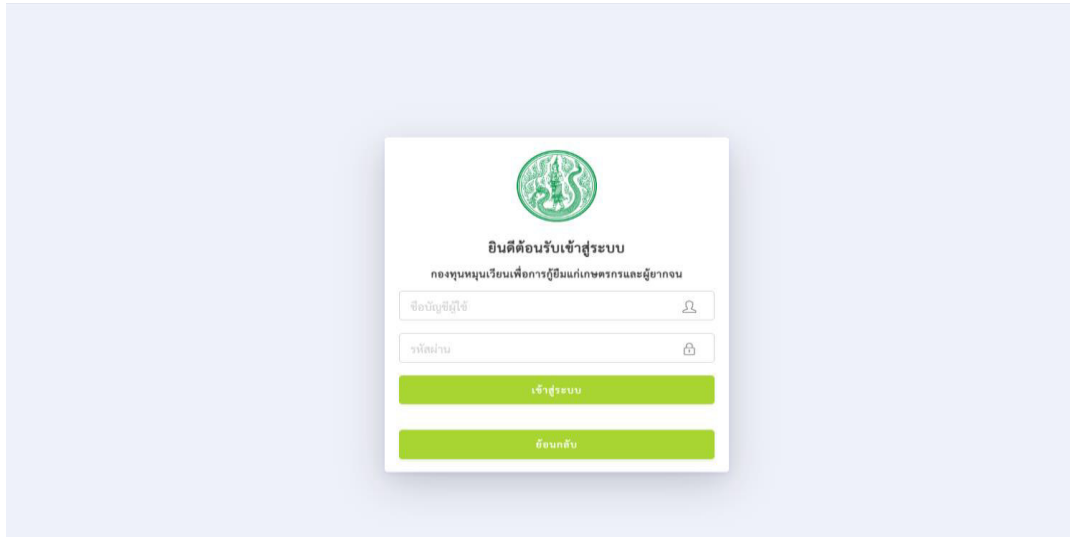 ยินดีต้อนรับเข้าสู่ระบบ
กองทุนหมุนเวียนเพื่อการกู้ยืมแก่เกษตรกรและผู้ยากจน
ชื่อบัญชีผู้ใช้
รหัสผ่าน
เข้าสู่ระบบ
ย้อนกลับ